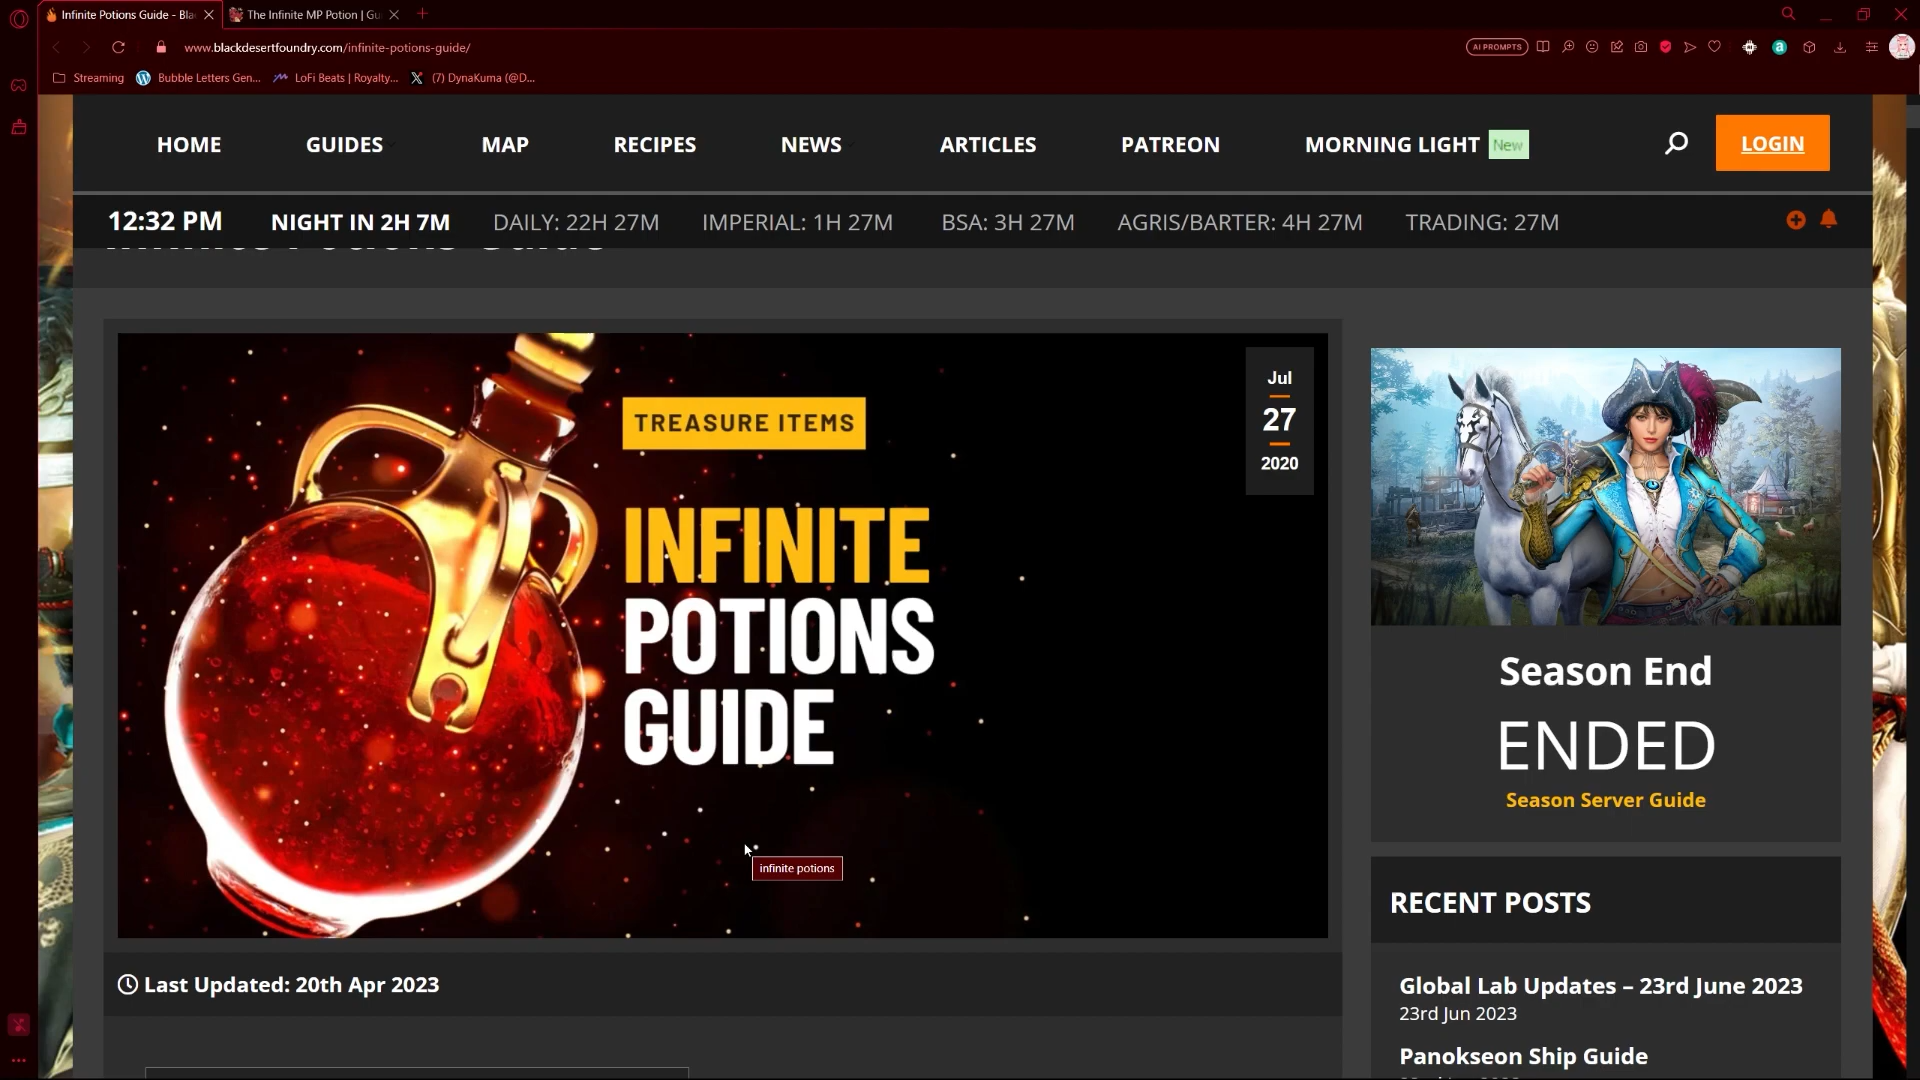 Infinite Potions Guide - Bla
The Infinite MP Potion | Gu
www.blackdesertfoundry.com/infinite-potions-guide/
AI PROMPTS
Streaming
Bubble Letters Gen...
LoFi Beats | Royalty...
(7) DynaKuma (@D...
HOME
GUIDES
MAP
RECIPES
NEWS
ARTICLES
PATREON
MORNING LIGHT New
LOGIN
12:32 PM
NIGHT IN 2H 7M
DAILY: 22H 27M
IMPERIAL: 1H 27M
BSA: 3H 27M
AGRIS/BARTER: 4H 27M
TRADING: 27M
Infinite Potions Guide
TREASURE ITEMS
INFINITE
POTIONS
GUIDE
Jul
27
2020
infinite potions
Last Updated: 20th Apr 2023
Season End
ENDED
Season Server Guide
RECENT POSTS
Global Lab Updates – 23rd June 2023
23rd Jun 2023
Panokseon Ship Guide